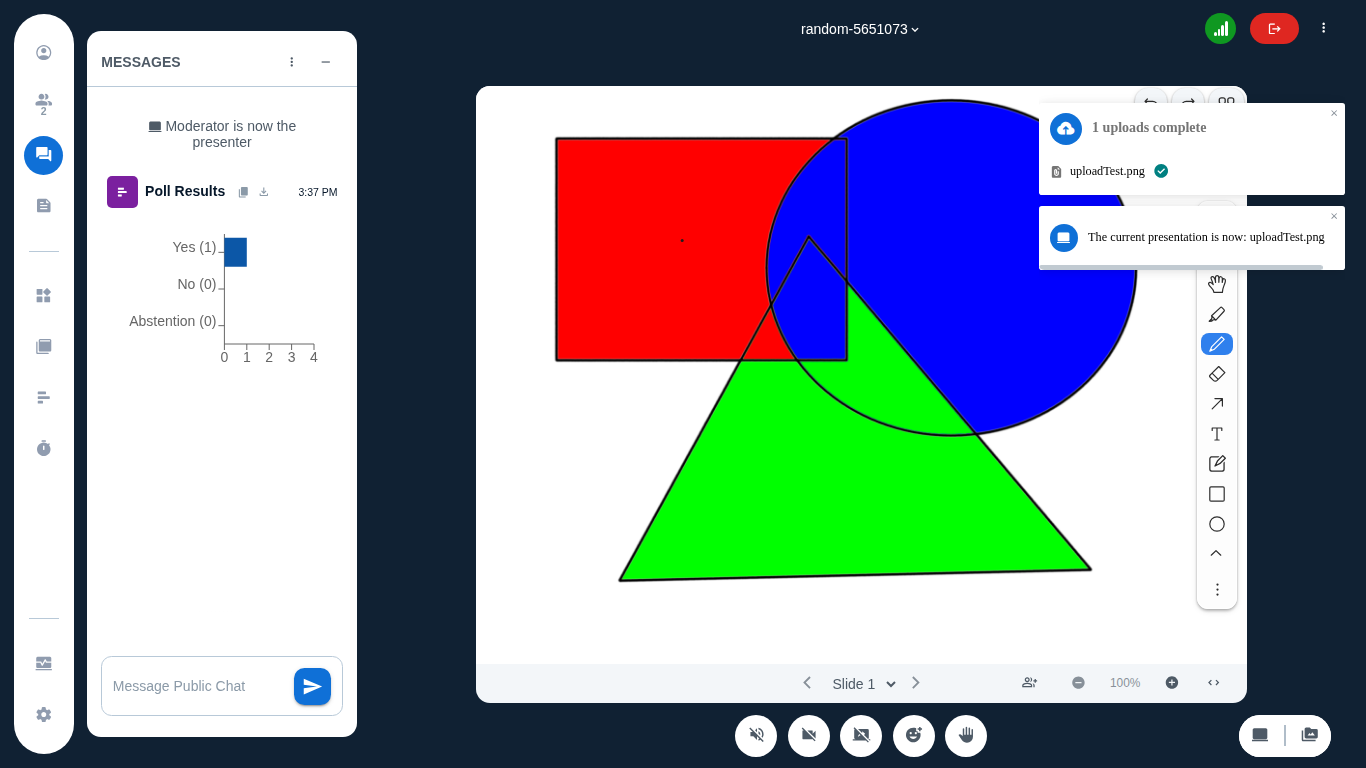 random-5651073
MESSAGES
2
Moderator is now the
presenter
Poll Results
3:37 PM
Yes (1)
No (0)
Abstention (0)
0 1 2 3 4
Message Public Chat
1 uploads complete
uploadTest.png
The current presentation is now: uploadTest.png
Slide 1
100%